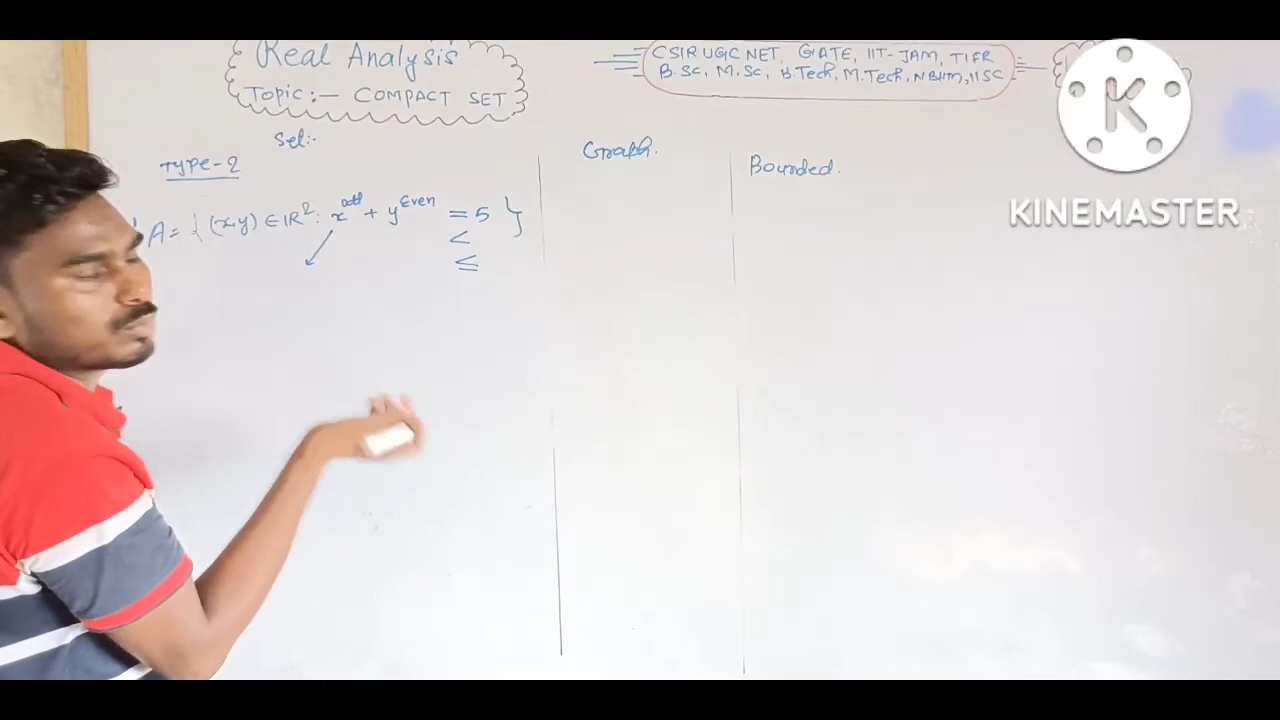 Real Analysis
Topic:- COMPACT SET
CSIR UGC NET, GATE, IIT-JAM, TIFR
B.Sc, M.Sc, B.Tech, M.Tech, NBHM, IISC
K
KINEMASTER
Set:-
Graph.
Bounded.
TYPE-2
A = { (x,y) ∈ ℝ²: x^odd + y^Even = 5 }
<
≤